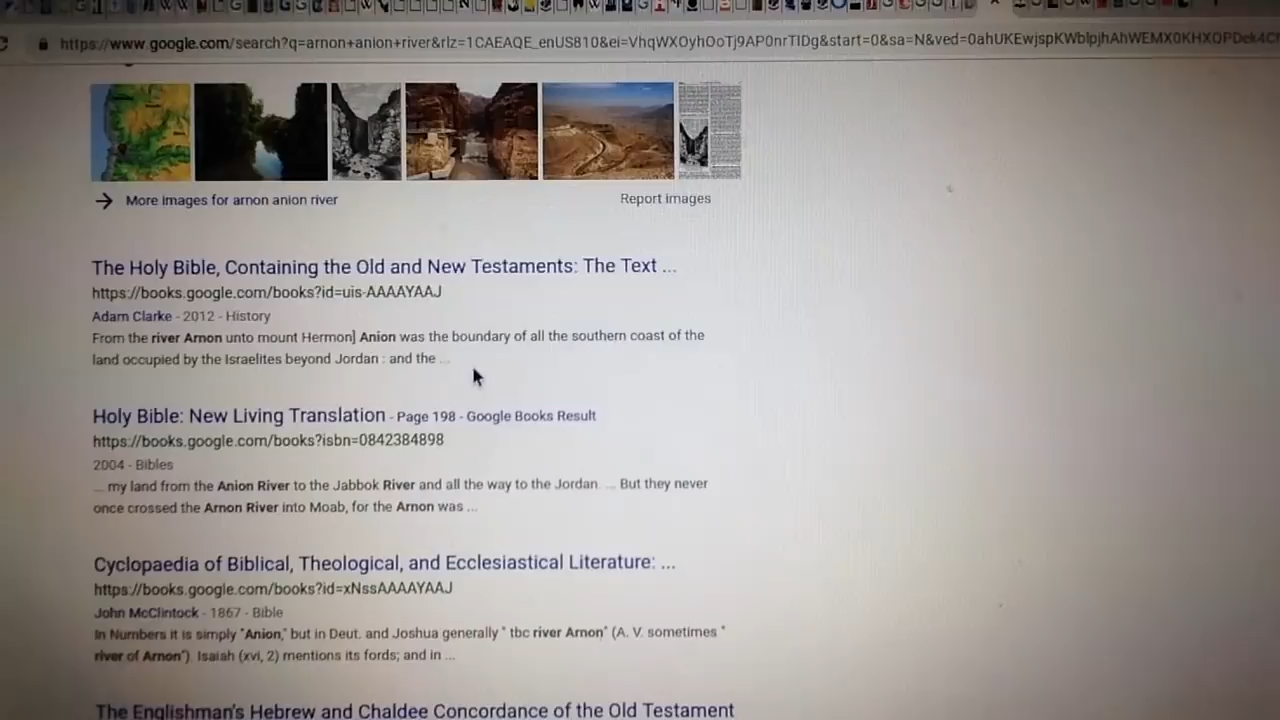 https://www.google.com/search?q=arnon+anion+river&rlz=1CAEAQE_enUS810&ei=VhqWXOyhOoTj9AP0nrTIDg&start=0&sa=N&ved=
More images for arnon anion river
Report images
The Holy Bible, Containing the Old and New Testaments: The Text ...
https://books.google.com/books?id=uis-AAAAYAAJ
Adam Clarke - 2012 - History
From the river Arnon unto mount Hermon] Anion was the boundary of all the southern coast of the
land occupied by the Israelites beyond Jordan : and the ...
Holy Bible: New Living Translation - Page 198 - Google Books Result
https://books.google.com/books?isbn=0842384898
2004 - Bibles
... my land from the Anion River to the Jabbok River and all the way to the Jordan. ... But they never
once crossed the Arnon River into Moab, for the Arnon was ...
Cyclopaedia of Biblical, Theological, and Ecclesiastical Literature: ...
https://books.google.com/books?id=xNssAAAAYAAJ
John McClintock - 1867 - Bible
In Numbers it is simply "Anion," but in Deut. and Joshua generally " tbc river Arnon" (A. V. sometimes "
river of Arnon"). Isaiah (xvi, 2) mentions its fords; and in ...
The Englishman's Hebrew and Chaldee Concordance of the Old Testament